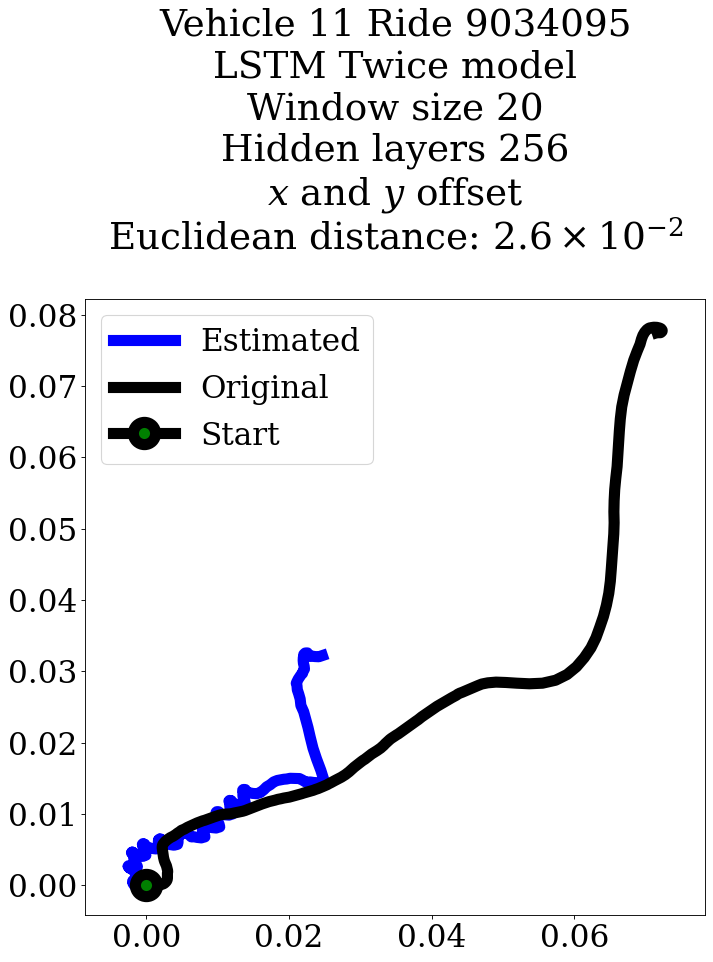 Vehicle 11 Ride 9034095
LSTM Twice model
Window size 20
Hidden layers 256
x and y offset
Euclidean distance: 2.6 × 10⁻²
Estimated
Original
Start
0.08
0.07
0.06
0.05
0.04
0.03
0.02
0.01
0.00
0.00 0.02 0.04 0.06